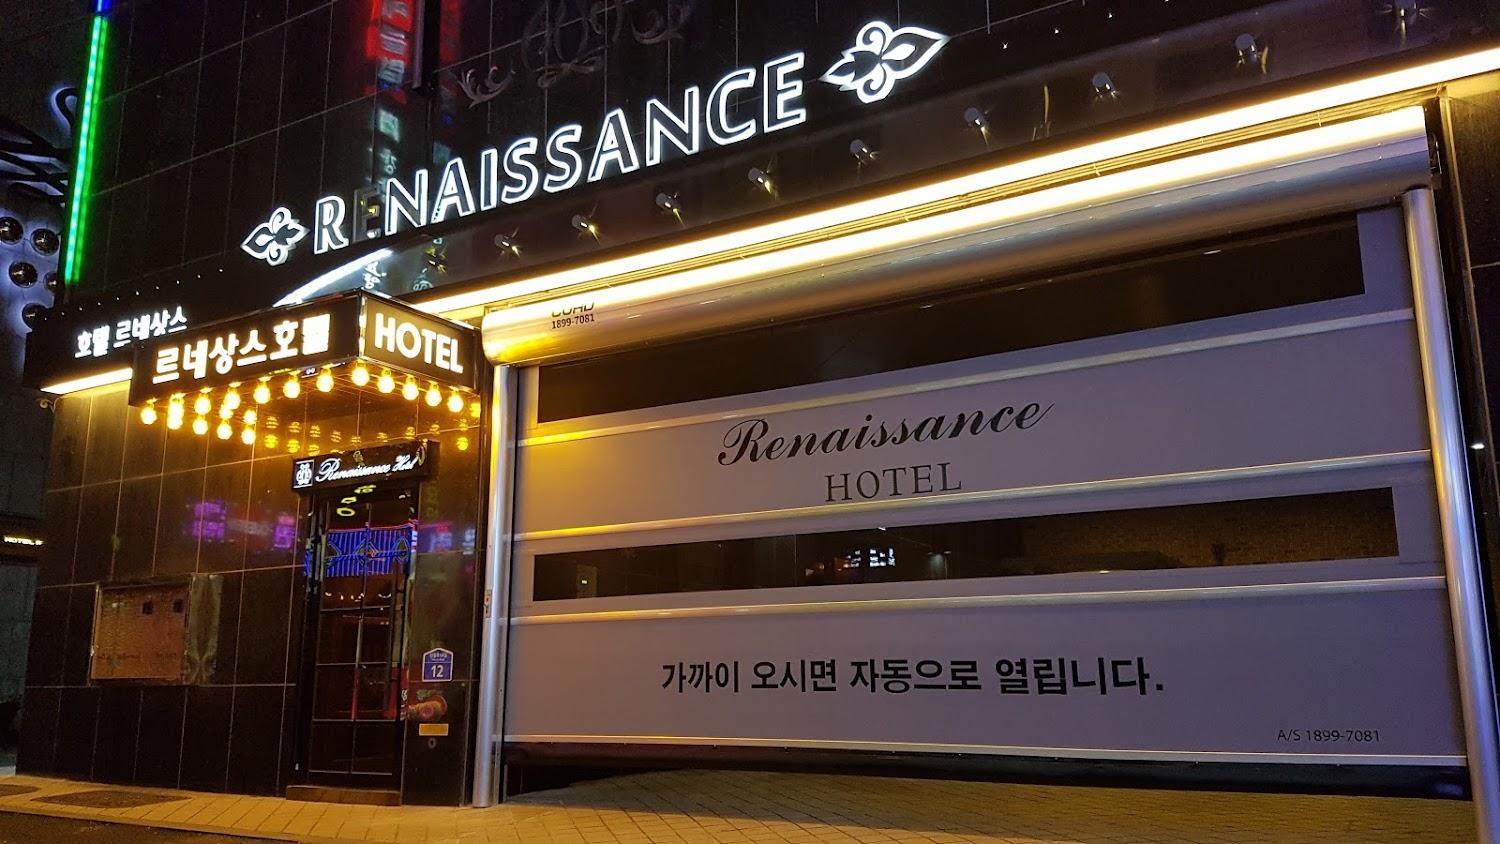 RENAISSANCE
호텔 르네상스
르네상스호텔
HOTEL
1899-7081
Renaissance
Renaissance
HOTEL
HOTEL
12
가까이 오시면 자동으로 열립니다.
A/S 1899-7081